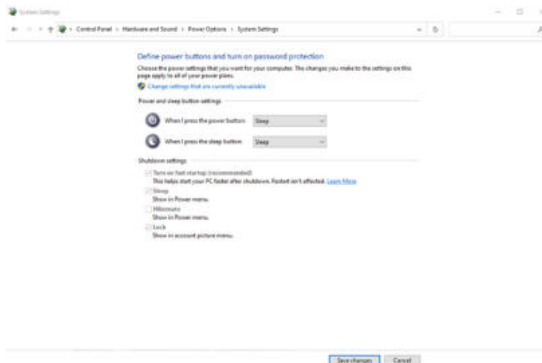 System Settings
Control Panel > Hardware and Sound > Power Options > System Settings
Define power buttons and turn on password protection
Choose the power settings that you want for your computer. The changes you make to the settings on this
page apply to all of your power plans.
Change settings that are currently unavailable
Power and sleep button settings
When I press the power button: Sleep
When I press the sleep button: Sleep
Shutdown settings
Turn on fast startup (recommended)
This helps start your PC faster after shutdown. Restart isn't affected. Learn More
Sleep
Show in Power menu.
Hibernate
Show in Power menu.
Lock
Show in account picture menu.
Save changes Cancel